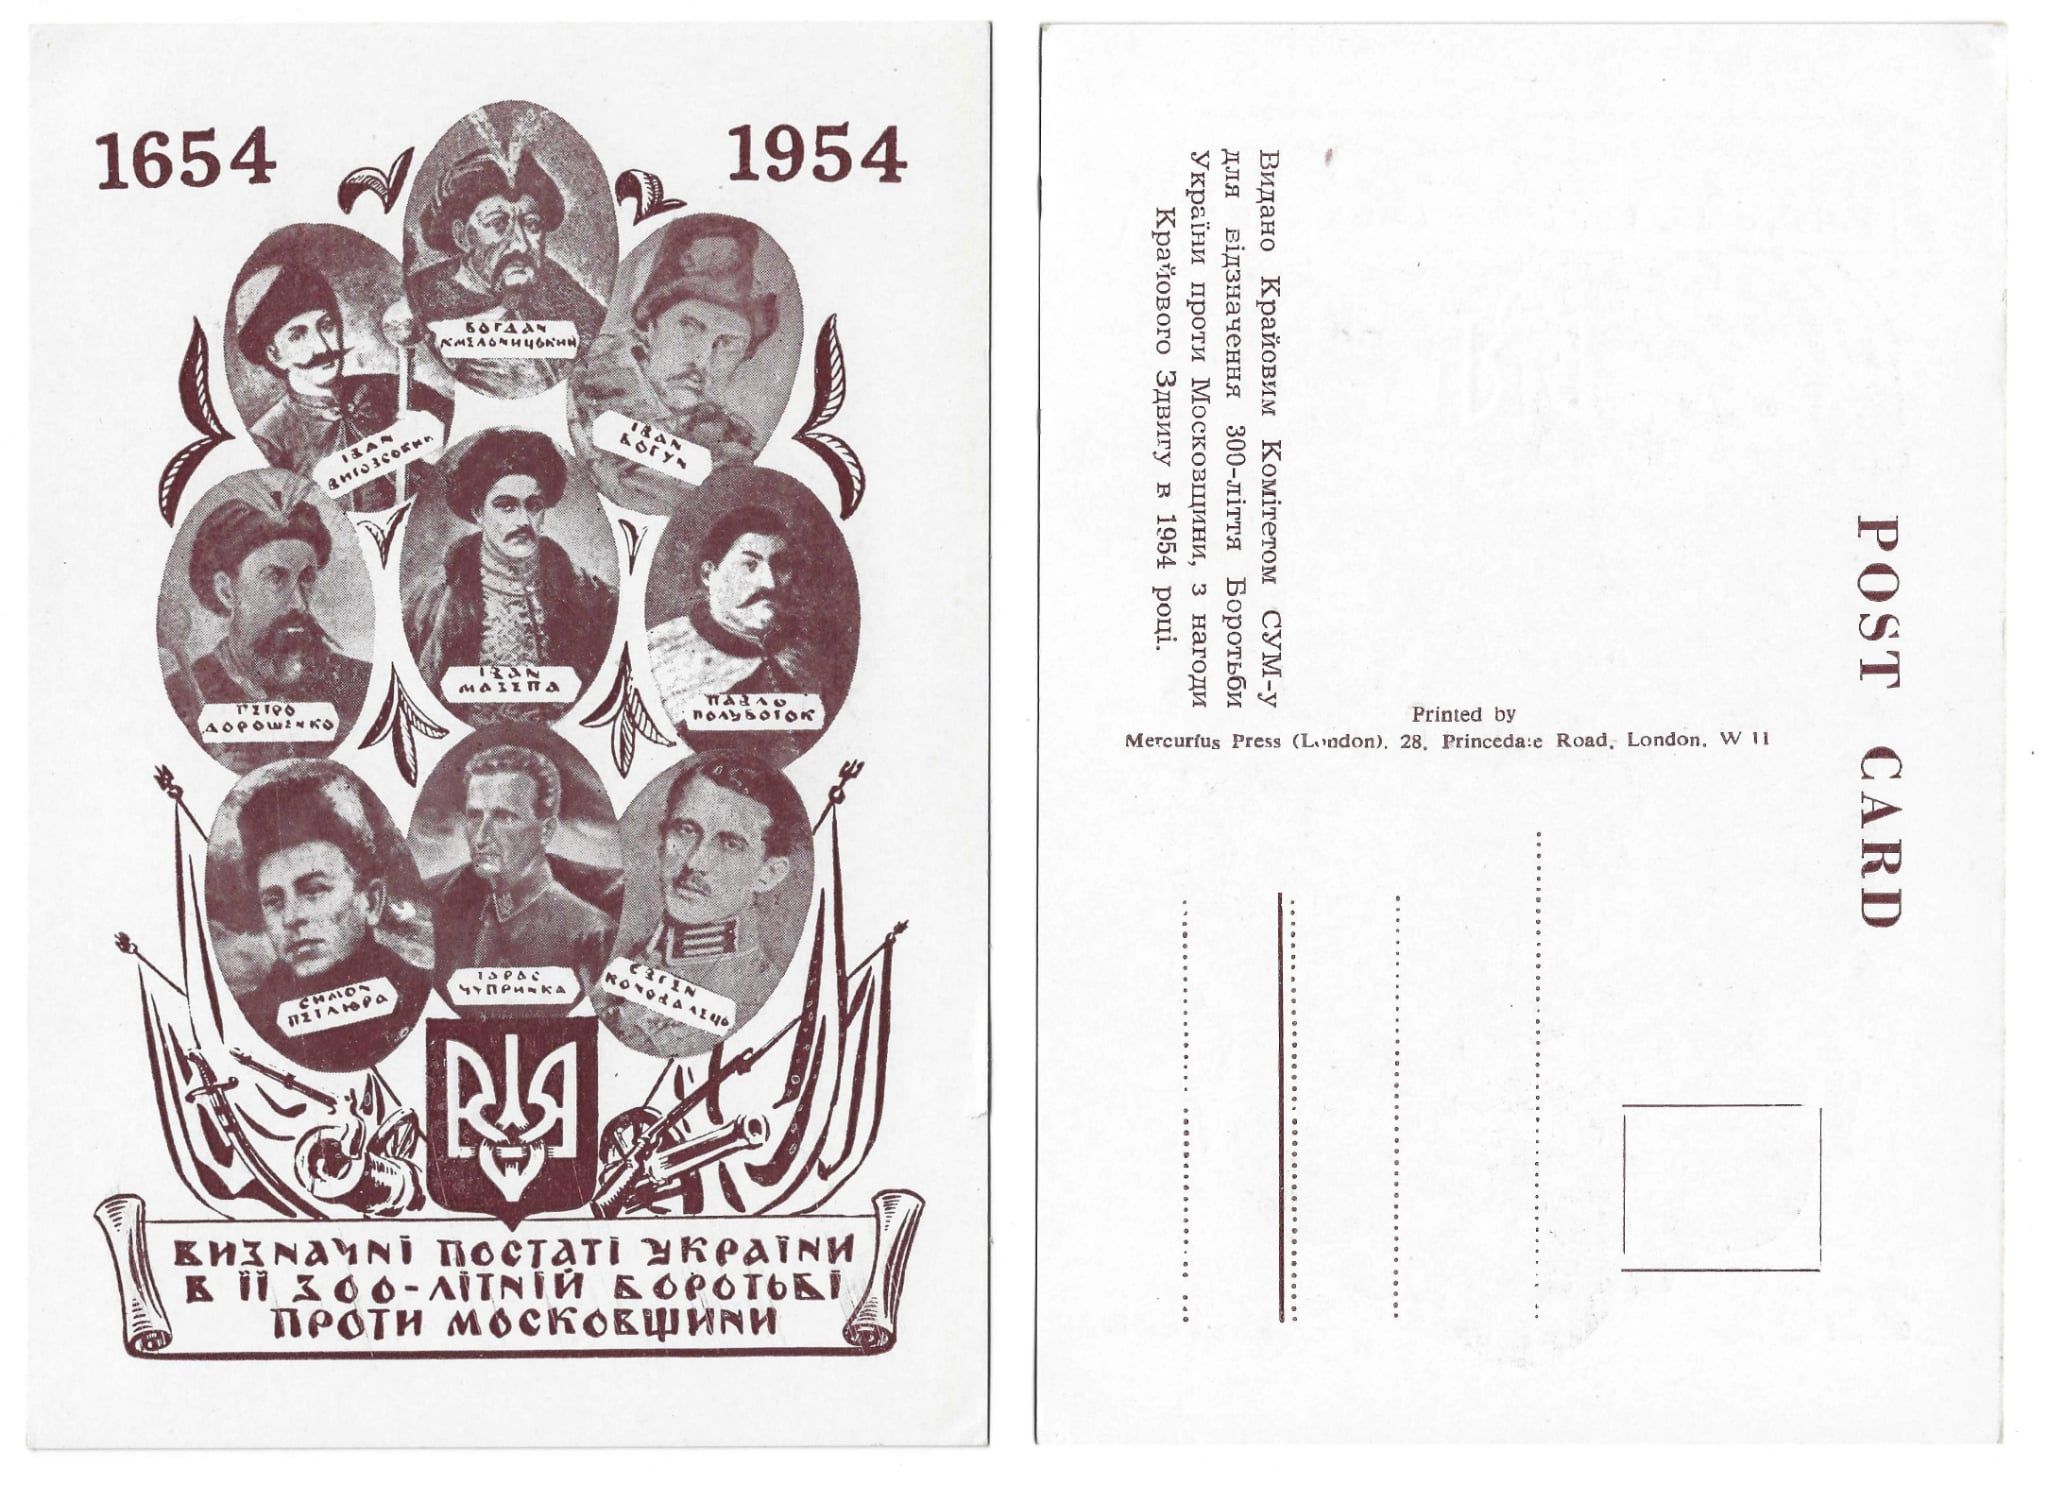 1654
1954
БОГДАН
ХМЕЛЬНИЦЬКИЙ
ІВАН
ВИГОВСЬКИЙ
ІВАН
БОГУН
ІВАН
МАЗЕПА
ПЕТРО
ДОРОШЕНКО
ПАВЛО
ПОЛУБОТОК
СИМОН
ПЕТЛЮРА
ТАРАС
ЧУПРИНКА
ЄВГЕН
КОНОВАЛЕЦЬ
ВИЗНАЧНІ ПОСТАТІ УКРАЇНИ
В ЇЇ 300-ЛІТНІЙ БОРОТЬБІ
ПРОТИ МОСКОВЩИНИ
Видано Крайовим Комітетом СУМ-у
для відзначення 300-ліття Боротьби
України проти Московщини, з нагоди
Крайового Здвигу в 1954 році.
Printed by
Mercurius Press (London), 28, Princedale Road, London, W 11
POST CARD